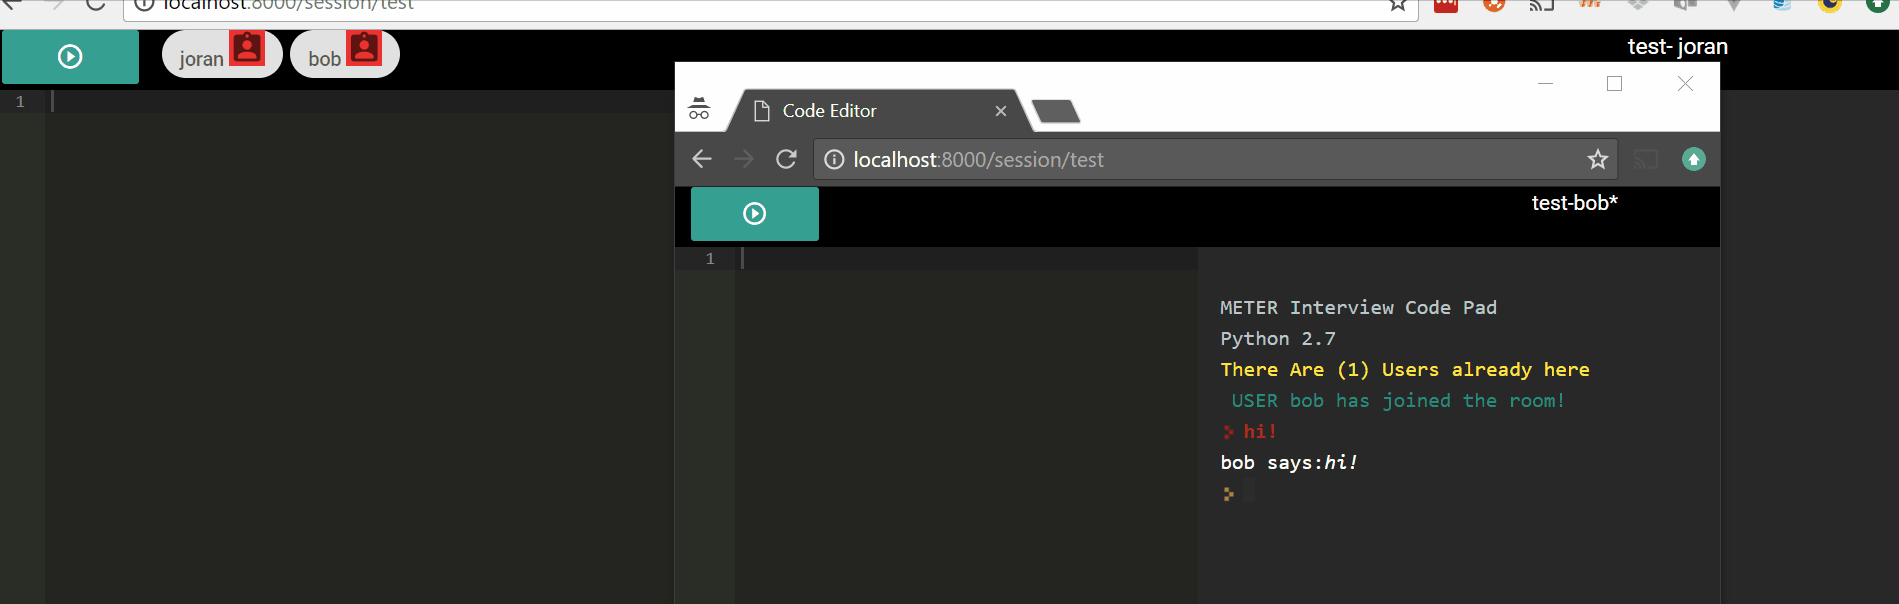 localhost:8000/session/test
joran
bob
test- joran
1
Code Editor
localhost:8000/session/test
test-bob*
1
METER Interview Code Pad
Python 2.7
There Are (1) Users already here
USER bob has joined the room!
> hi!
bob says:hi!
>